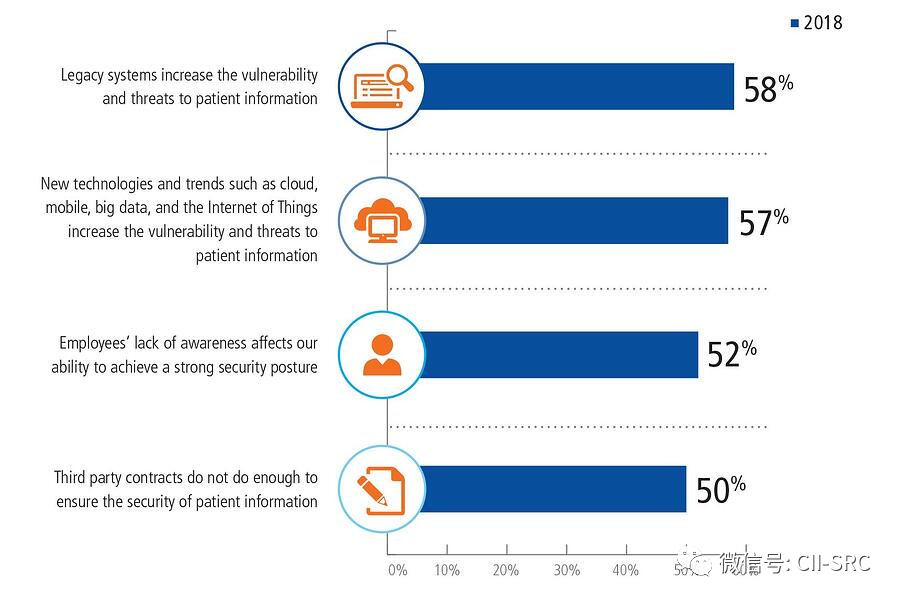 2018
Legacy systems increase the vulnerability
and threats to patient information
58%
New technologies and trends such as cloud,
mobile, big data, and the Internet of Things
increase the vulnerability and threats to
patient information
57%
Employees’ lack of awareness affects our
ability to achieve a strong security posture
52%
Third party contracts do not do enough to
ensure the security of patient information
50%
0% 10% 20% 30% 40%
微信号: CII-SRC